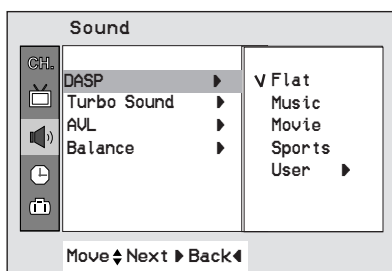 Sound
CH.
DASP ▶
Turbo Sound ▶
AVL ▶
Balance ▶
√ Flat
Music
Movie
Sports
User ▶
Move ▲▼ Next ▶ Back ◀